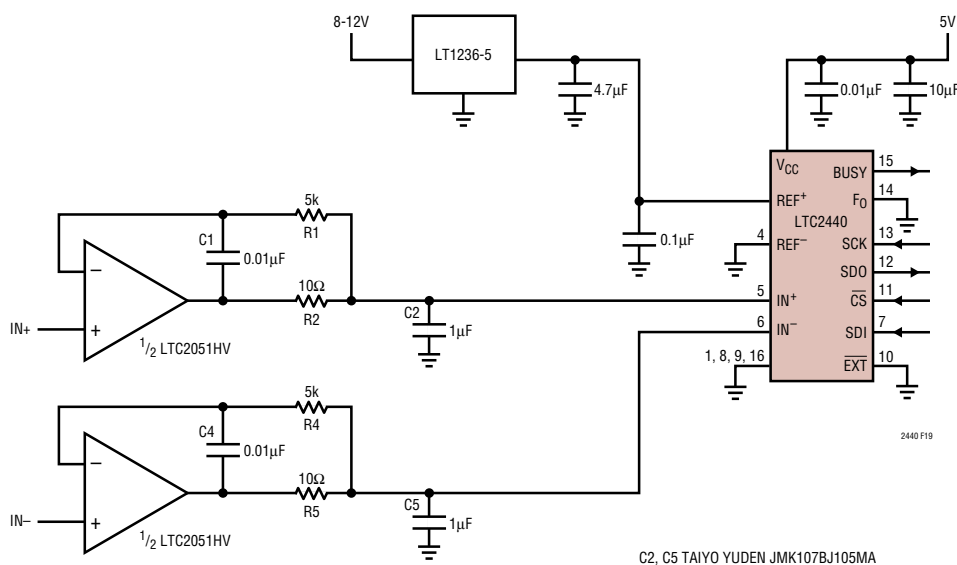 8-12V
LT1236-5
4.7µF
5V
0.01µF
10µF
VCC
REF+
LTC2440
4
REF–
0.1µF
5
IN+
6
IN–
1, 8, 9, 16
BUSY
15
FO
14
SCK
13
SDO
12
CS
11
SDI
7
EXT
10
5k
R1
C1
0.01µF
10Ω
R2
–
+
IN+
1/2 LTC2051HV
C2
1µF
5k
R4
C4
0.01µF
10Ω
R5
–
+
IN–
1/2 LTC2051HV
C5
1µF
2440 F19
C2, C5 TAIYO YUDEN JMK107BJ105MA